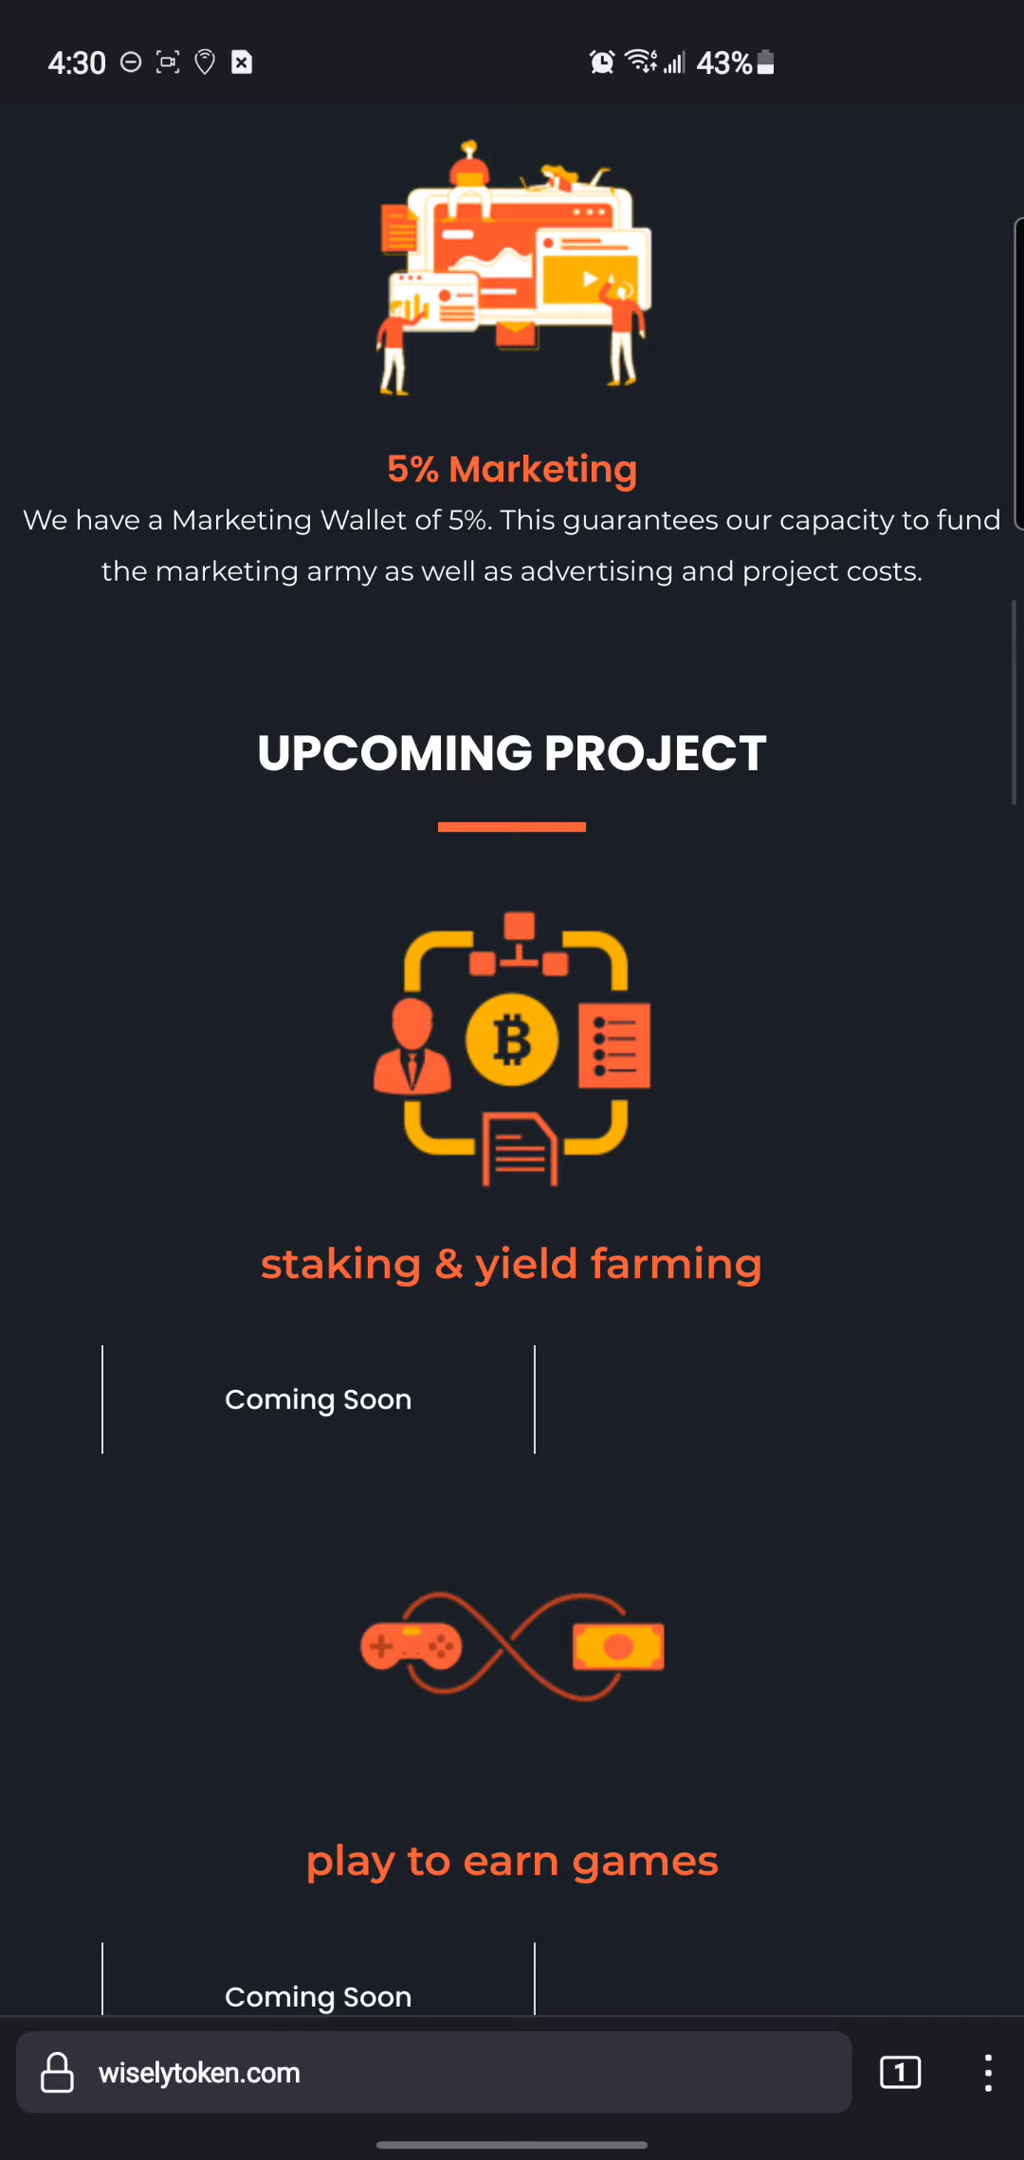 4:30
43%
5% Marketing
We have a Marketing Wallet of 5%. This guarantees our capacity to fund
the marketing army as well as advertising and project costs.
UPCOMING PROJECT
staking & yield farming
Coming Soon
play to earn games
Coming Soon
wiselytoken.com
1